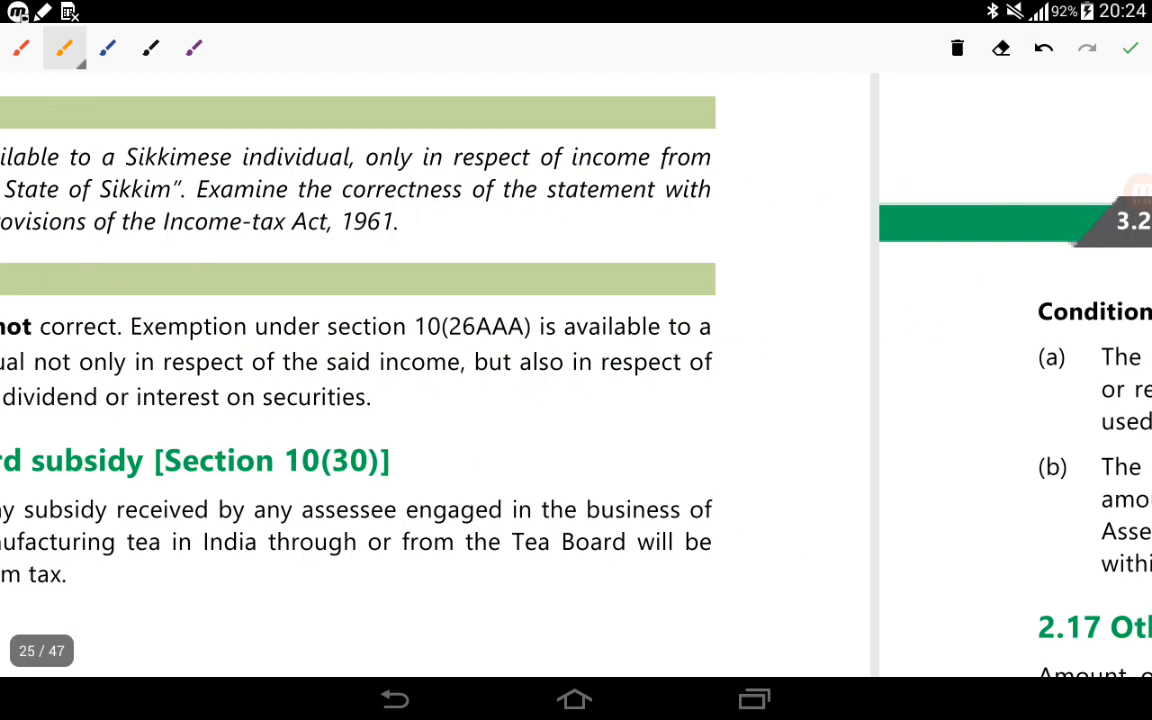 92% 20:24
ilable to a Sikkimese individual, only in respect of income from
State of Sikkim”. Examine the correctness of the statement with
ovisions of the Income-tax Act, 1961.
not correct. Exemption under section 10(26AAA) is available to a
ual not only in respect of the said income, but also in respect of
dividend or interest on securities.
rd subsidy [Section 10(30)]
y subsidy received by any assessee engaged in the business of
ufacturing tea in India through or from the Tea Board will be
m tax.
25 / 47
3.2
Condition
(a) The
or re
used
(b) The
amo
Asse
withi
2.17 Oth
Amount o